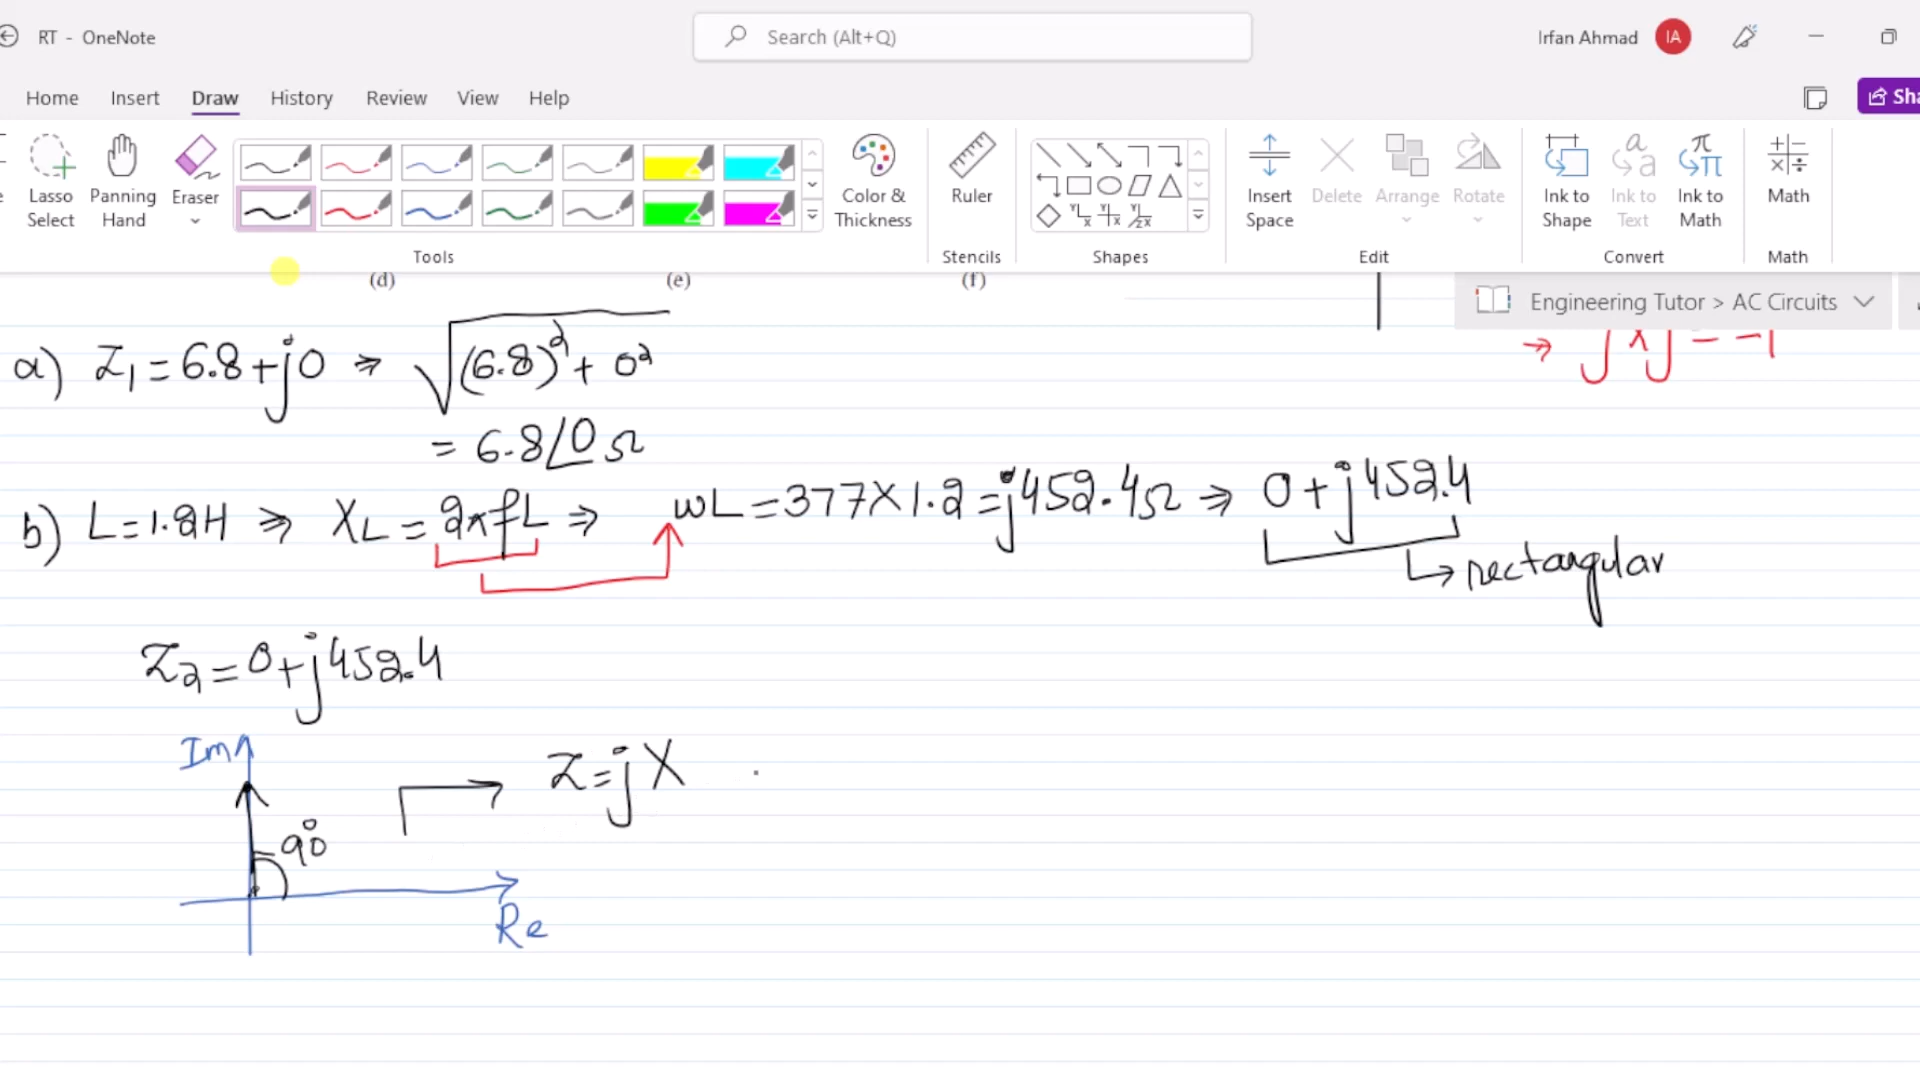 RT - OneNote
Search (Alt+Q)
Irfan Ahmad
IA
Home Insert Draw History Review View Help
Sha
Lasso Select
Panning Hand
Eraser
Color & Thickness
Ruler
Insert Space
Delete
Arrange
Rotate
Ink to Shape
Ink to Text
Ink to Math
Math
Tools
Stencils
Shapes
Edit
Convert
Math
(d) (e) (f)
Engineering Tutor > AC Circuits
→ j x j = -1
a) Z1 = 6.8 + j0 ⇒ √(6.8)² + 0²
= 6.8∠0 Ω
b) L = 1.2H ⇒ XL = 2πfL ⇒ wL = 377 X 1.2 = j452.4Ω ⇒ 0 + j452.4
↳ rectangular
Z2 = 0 + j452.4
Im
Z = jX
90°
Re